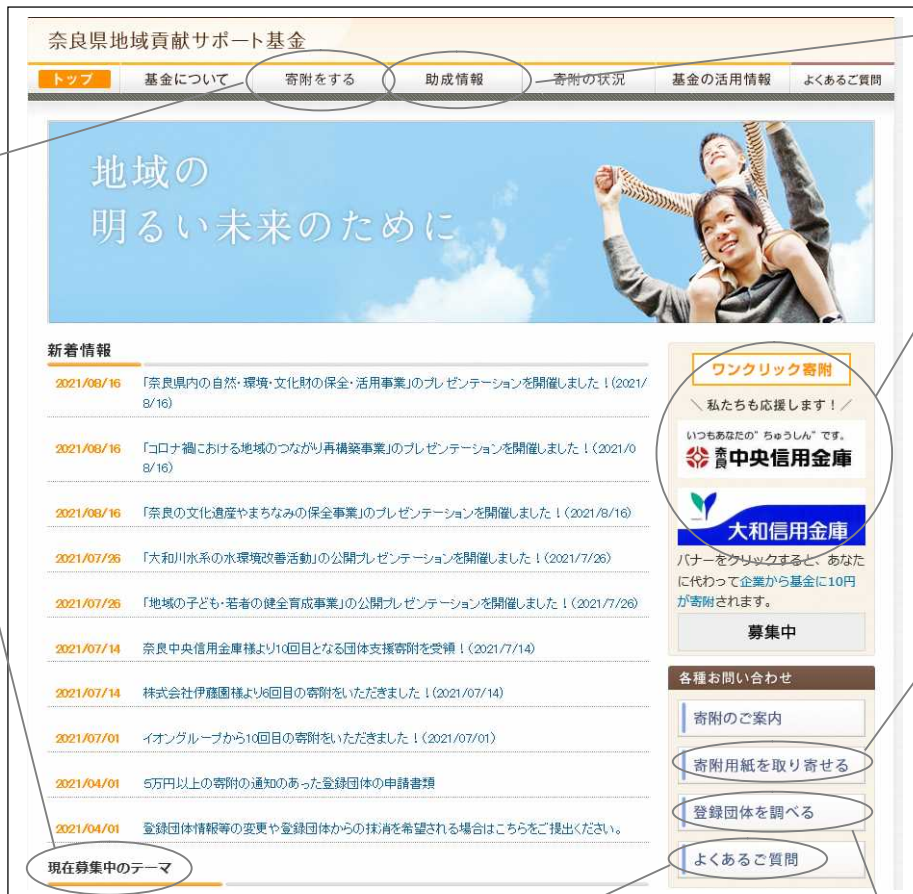 奈良県地域貢献サポート基金
トップ 基金について 寄附をする 助成情報 寄附の状況 基金の活用情報 よくあるご質問
地域の
明るい未来のために
新着情報
2021/08/16 「奈良県内の自然・環境・文化財の保全・活用事業」のプレゼンテーションを開催しました!(2021/
8/16)
2021/08/16 「コロナ禍における地域のつながり再構築事業」のプレゼンテーションを開催しました!(2021/0
8/16)
2021/08/16 「奈良の文化遺産やまちなみの保全事業」のプレゼンテーションを開催しました!(2021/8/16)
2021/07/26 「大和川水系の水環境改善活動」の公開プレゼンテーションを開催しました!(2021/7/26)
2021/07/26 「地域の子ども・若者の健全育成事業」の公開プレゼンテーションを開催しました!(2021/7/26)
2021/07/14 奈良中央信用金庫様より10回目となる団体支援寄附を受領!(2021/7/14)
2021/07/14 株式会社伊藤園様より6回目の寄附をいただきました!(2021/07/14)
2021/07/01 イオングループから10回目の寄附をいただきました!(2021/07/01)
2021/04/01 5万円以上の寄附の通知のあった登録団体の申請書類
2021/04/01 登録団体情報等の変更や登録団体からの抹消を希望される場合はこちらをご提出ください。
現在募集中のテーマ
ワンクリック寄附
＼私たちも応援します!／
いつもあなたの"ちゅうしん"です。
奈良中央信用金庫
大和信用金庫
バナーをクリックすると、あなた
に代わって企業から基金に10円
が寄附されます。
募集中
各種お問い合わせ
寄附のご案内
寄附用紙を取り寄せる
登録団体を調べる
よくあるご質問